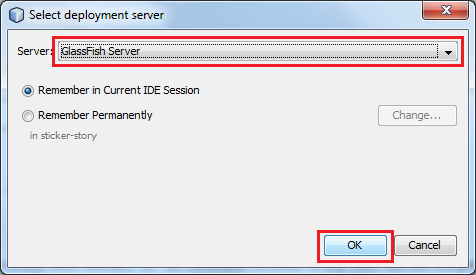 Select deployment server
Server: GlassFish Server
Remember in Current IDE Session
Remember Permanently
Change...
in sticker-story
OK Cancel